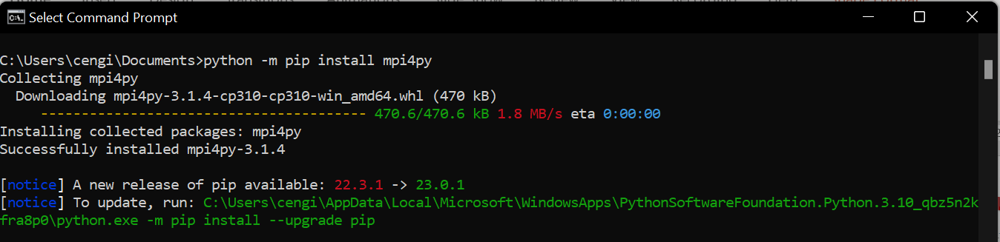 Select Command Prompt
C:\Users\cengi\Documents>python -m pip install mpi4py
Collecting mpi4py
  Downloading mpi4py-3.1.4-cp310-cp310-win_amd64.whl (470 kB)
     ---------------------------------------- 470.6/470.6 kB 1.8 MB/s eta 0:00:00
Installing collected packages: mpi4py
Successfully installed mpi4py-3.1.4
[notice] A new release of pip available: 22.3.1 -> 23.0.1
[notice] To update, run: C:\Users\cengi\AppData\Local\Microsoft\WindowsApps\PythonSoftwareFoundation.Python.3.10_qbz5n2k
fra8p0\python.exe -m pip install --upgrade pip